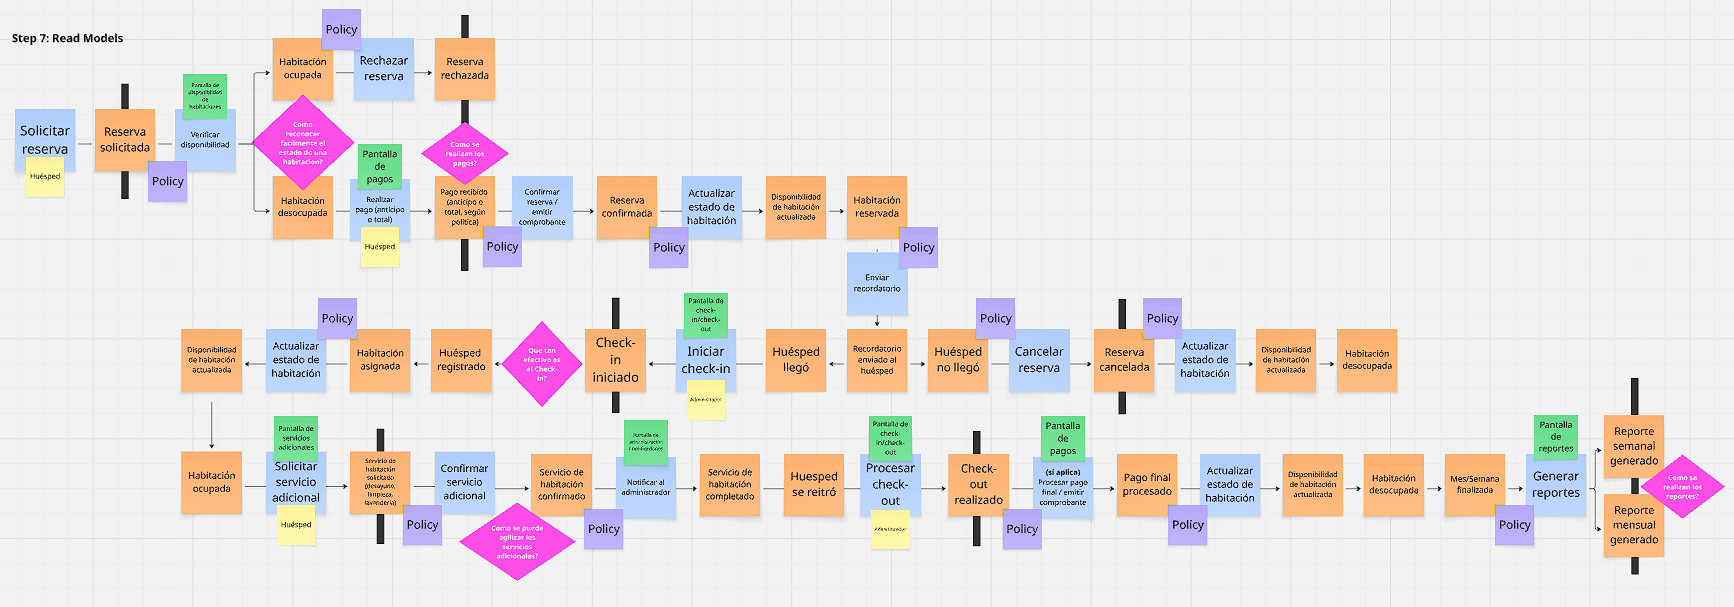 Step 7: Read Models
Policy
Habitación
ocupada
Rechazar
reserva
Reserva
rechazada
Solicitar
reserva
Huésped
Reserva
solicitada
Policy
Pantalla de
disponibilidad
de
habitaciones
Verificar
disponibilidad
Como
reconocer
facilmente el
estado de una
habitacion?
Como se
realizan los
pagos?
Habitación
desocupada
Pantalla
de
pagos
Realizar
pago (anticipo
o total)
Huésped
Pago recibido
(anticipo o
total, según
política)
Policy
Confirmar
reserva /
emitir
comprobante
Reserva
confirmada
Policy
Actualizar
estado de
habitación
Disponibilidad
de habitación
actualizada
Habitación
reservada
Policy
Enviar
recordatorio
Disponibilidad
de habitación
actualizada
Policy
Actualizar
estado de
habitación
Habitación
asignada
Huésped
registrado
Que tan
efectivo es
el Check-
in?
Check-
in
iniciado
Pantalla de
check-
in/check-
out
Iniciar
check-in
Administrador
Huésped
llegó
Recordatorio
enviado al
huésped
Huésped
no llegó
Policy
Cancelar
reserva
Reserva
cancelada
Policy
Actualizar
estado de
habitación
Disponibilidad
de habitación
actualizada
Habitación
desocupada
Habitación
ocupada
Pantalla de
servicios
adicionales
Solicitar
servicio
adicional
Huésped
Servicio de
habitación
solicitado
(desayuno,
limpieza,
lavandería)
Policy
Confirmar
servicio
adicional
Como se puede
agilizar los
servicios
adicionales?
Servicio de
habitación
confirmado
Policy
Pantalla de
Notificar al
administrador
Servicio de
habitación
completado
Huesped
se reitró
Pantalla de
check-
in/check-
out
Procesar
check-
out
Administrador
Check-
out
realizado
Policy
Pantalla
de
pagos
(si aplica)
Procesar pago
final / emitir
comprobante
Pago final
procesado
Policy
Actualizar
estado de
habitación
Disponibilidad
de habitación
actualizada
Habitación
desocupada
Mes/Semana
finalizada
Policy
Pantalla
de
reportes
Generar
reportes
Reporte
semanal
generado
Como se
realizan los
reportes?
Reporte
mensual
generado